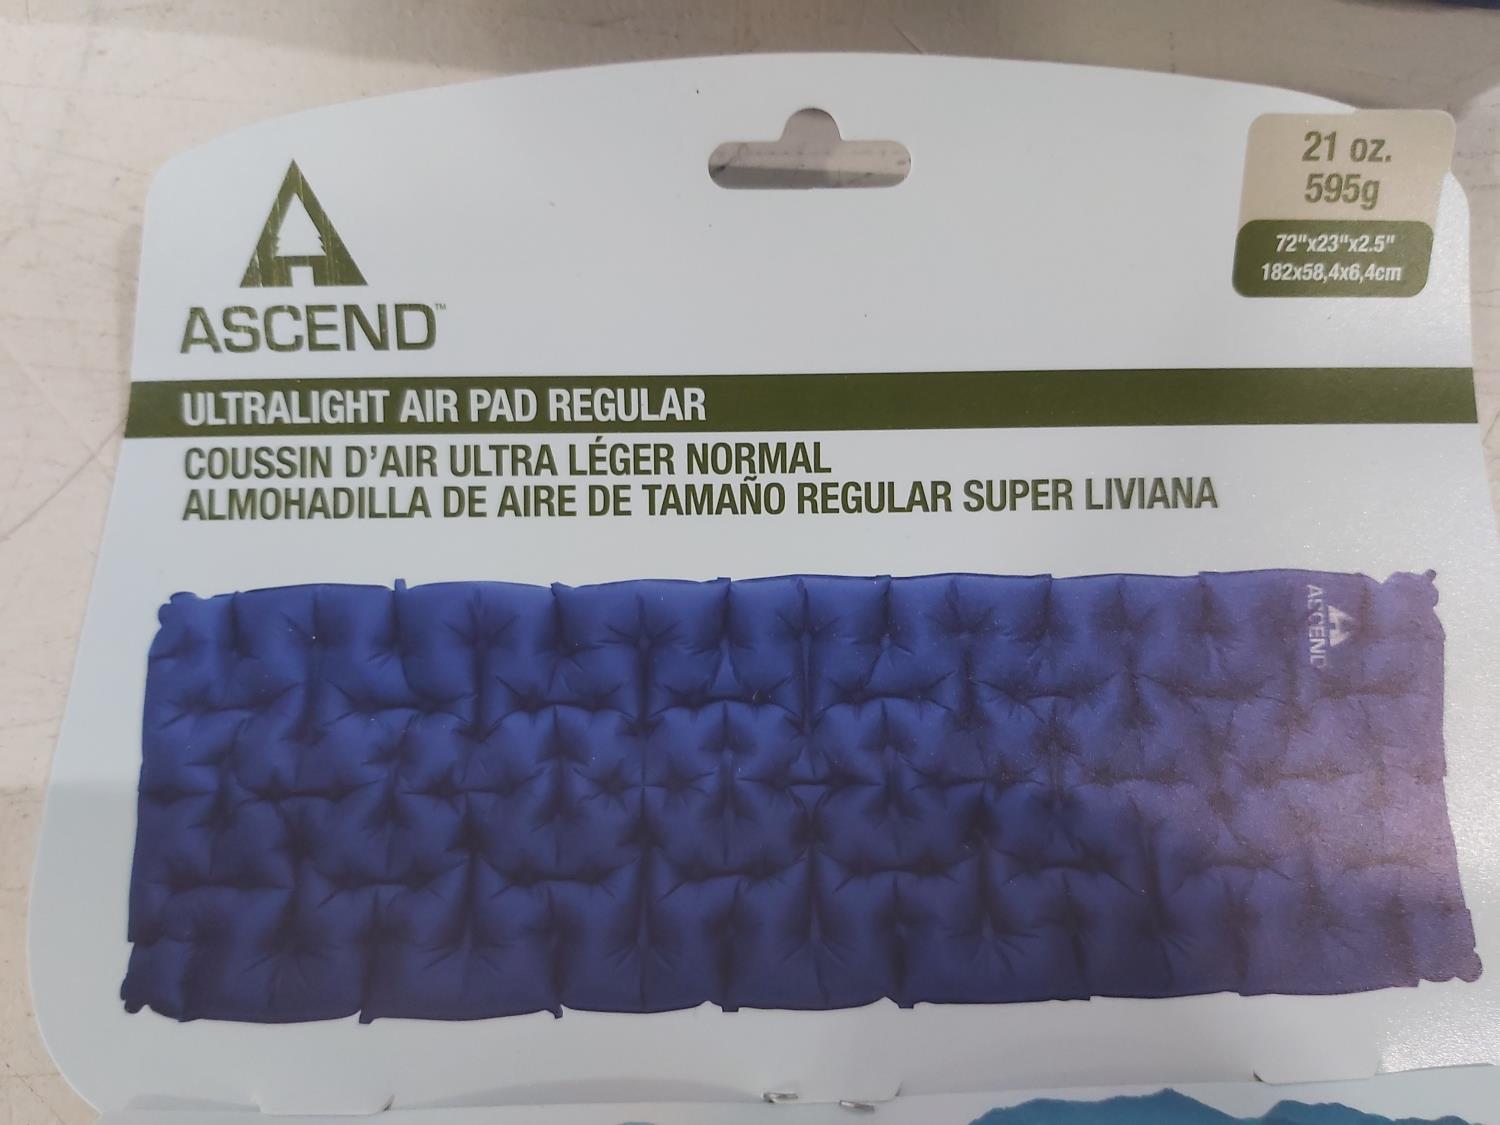 21 oz.
595g
72"x23"x2.5"
182x58,4x6,4cm
ASCEND™
ULTRALIGHT AIR PAD REGULAR
COUSSIN D'AIR ULTRA LÉGER NORMAL
ALMOHADILLA DE AIRE DE TAMAÑO REGULAR SUPER LIVIANA
ASCEND